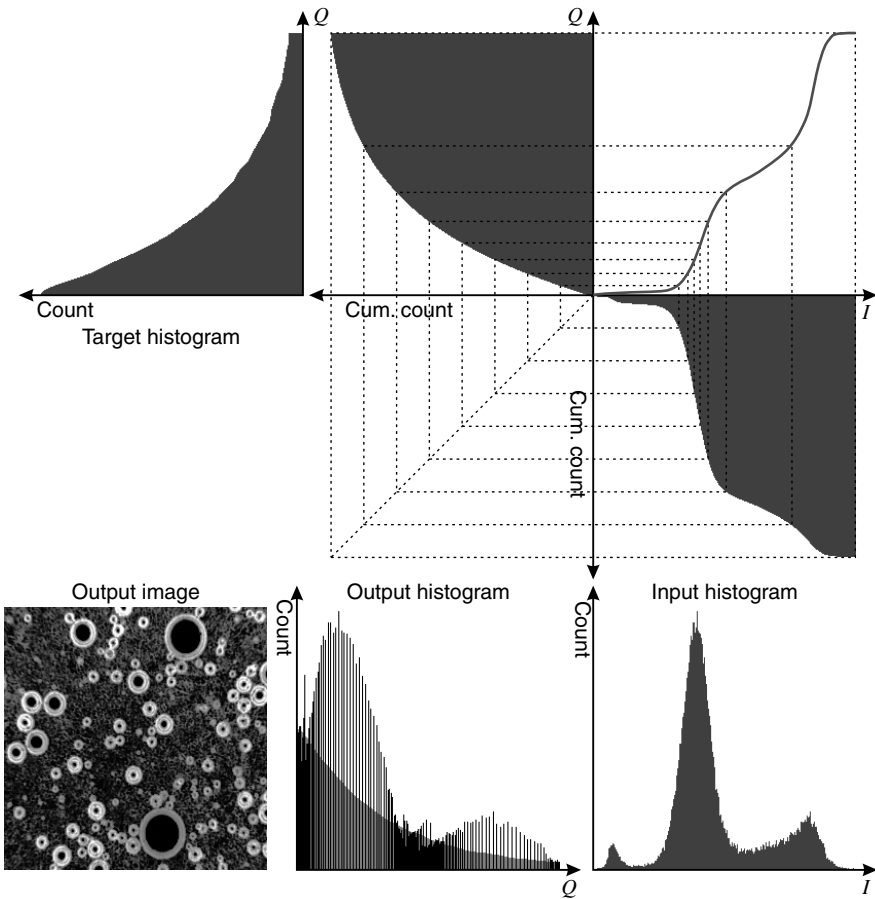 Q
Q
Count
Cum. count
I
Target histogram
Cum. count
Output image
Output histogram
Input histogram
Count
Count
Q
I